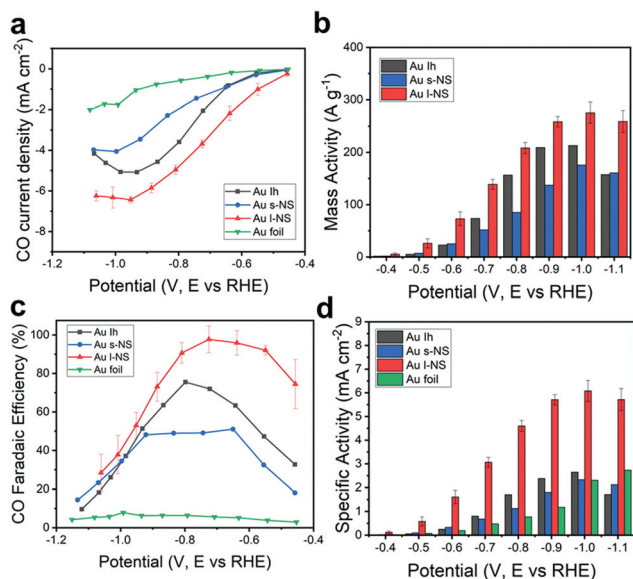 a
CO current density (mA cm⁻²)
0
-2
-4
-6
-8
Au Ih
Au s-NS
Au l-NS
Au foil
-1.0
-0.8
-0.6
-0.4
Potential (V, E vs RHE)
b
Mass Activity (A g⁻¹)
400
350
300
250
200
150
100
50
0
Au Ih
Au s-NS
Au l-NS
-0.4
-0.5
-0.6
-0.7
-0.8
-0.9
-1.0
-1.1
Potential (V, E vs RHE)
c
CO Faradaic Efficiency (%)
100
80
60
40
20
0
Au Ih
Au s-NS
Au l-NS
Au foil
-1.2
-1.0
-0.8
-0.6
-0.4
Potential (V, E vs RHE)
d
Specific Activity (mA cm⁻²)
9
8
7
6
5
4
3
2
1
0
Au Ih
Au s-NS
Au l-NS
Au foil
-0.4
-0.5
-0.6
-0.7
-0.8
-0.9
-1.0
-1.1
Potential (V, E vs RHE)